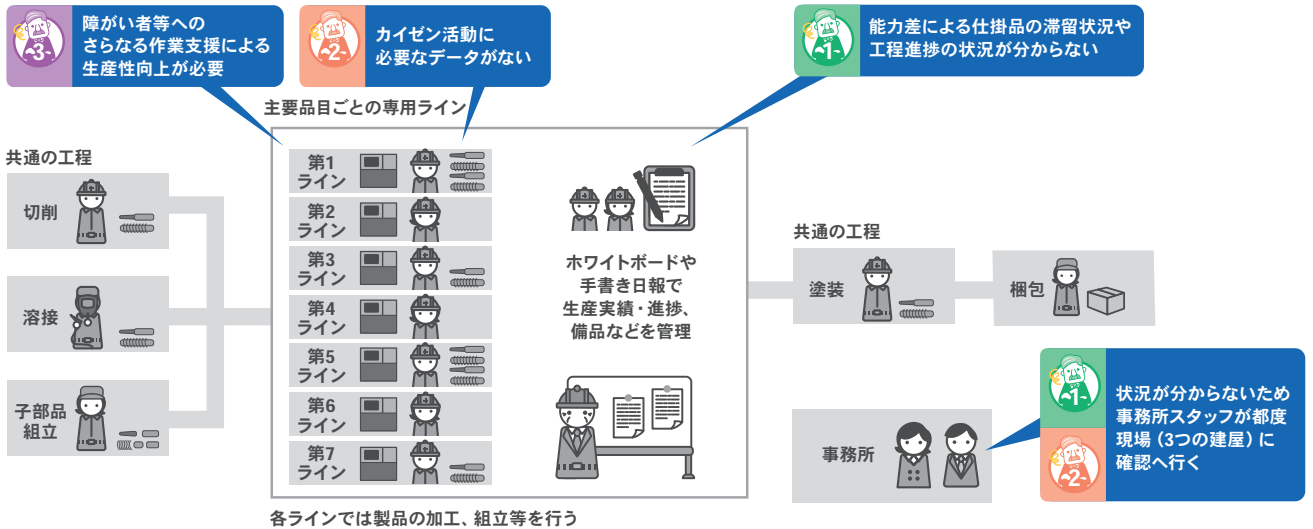 ~3~
障がい者等への
さらなる作業支援による
生産性向上が必要
~2~
カイゼン活動に
必要なデータがない
~1~
能力差による仕掛品の滞留状況や
工程進捗の状況が分からない
主要品目ごとの専用ライン
共通の工程
切削
溶接
子部品
組立
第1
ライン
第2
ライン
第3
ライン
第4
ライン
第5
ライン
第6
ライン
第7
ライン
ホワイトボードや
手書き日報で
生産実績・進捗、
備品などを管理
共通の工程
塗装
梱包
事務所
~1~
~2~
状況が分からないため
事務所スタッフが都度
現場（3つの建屋）に
確認へ行く
各ラインでは製品の加工、組立等を行う